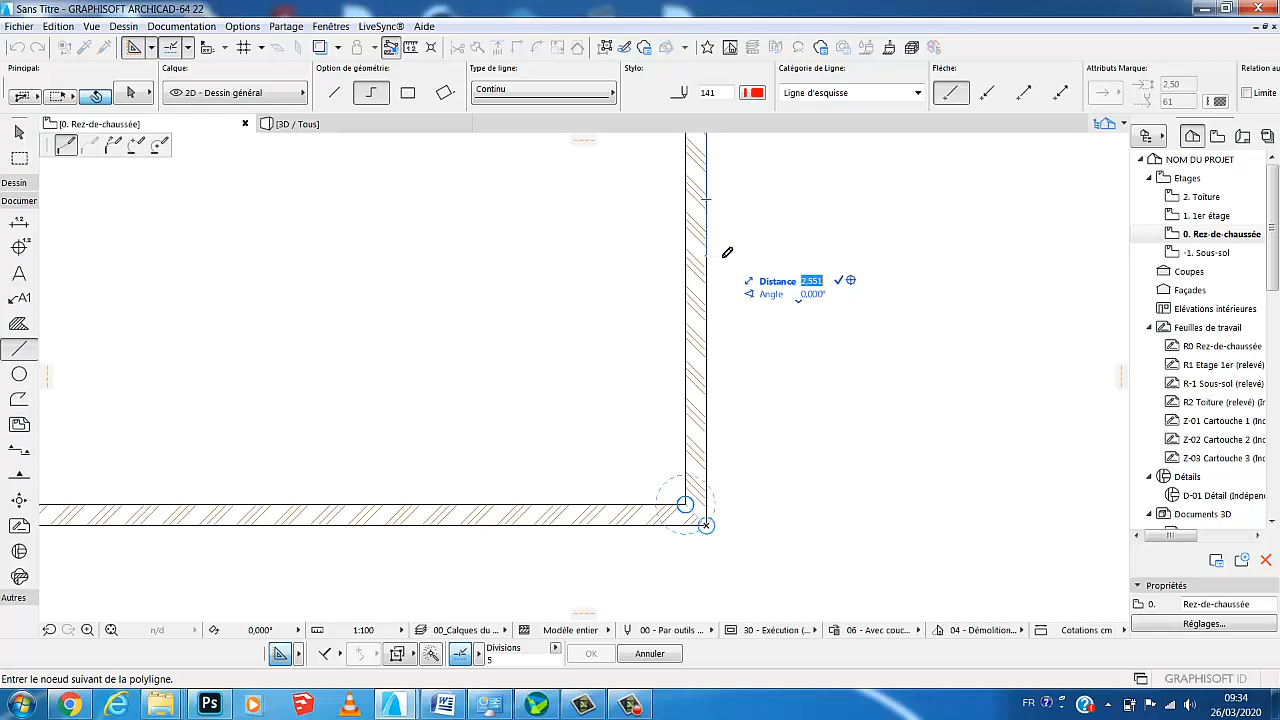 Sans Titre - GRAPHISOFT ARCHICAD-64 22
Fichier Edition Vue Dessin Documentation Options Partage Fenêtres LiveSync® Aide
Principal: Calque: Option de géométrie: Type de ligne: Stylo: Catégorie de Ligne: Flèche: Attributs Marque: Relation au
2D - Dessin général
Continu
141
Ligne d'esquisse
2,50
61
Limite
[0. Rez-de-chaussée]
[3D / Tous]
Dessin
Documer
1.2
A
A1
Autres
Distance 2,551
Angle 0,000°
NOM DU PROJET
Etages
2. Toiture
1. 1er étage
0. Rez-de-chaussée
-1. Sous-sol
Coupes
Façades
Elévations intérieures
Feuilles de travail
R0 Rez-de-chaussée
R1 Etage 1er (relevé)
R-1 Sous-sol (relevé)
R2 Toiture (relevé) (I
Z-01 Cartouche 1 (Inc
Z-02 Cartouche 2 (Inc
Z-03 Cartouche 3 (Inc
Détails
D-01 Détail (Indépen
Documents 3D
Propriétés
0. Rez-de-chaussée
Réglages...
n/d 0,000° 1:100 00_Calques du ... Modèle entier 00 - Par outils ... 30 - Exécution (... 06 - Avec couc... 04 - Démolition... Cotations cm
Divisions
5
OK
Annuler
Entrer le noeud suivant de la polyligne.
GRAPHISOFT ID
Ps
FR
09:34
26/03/2020